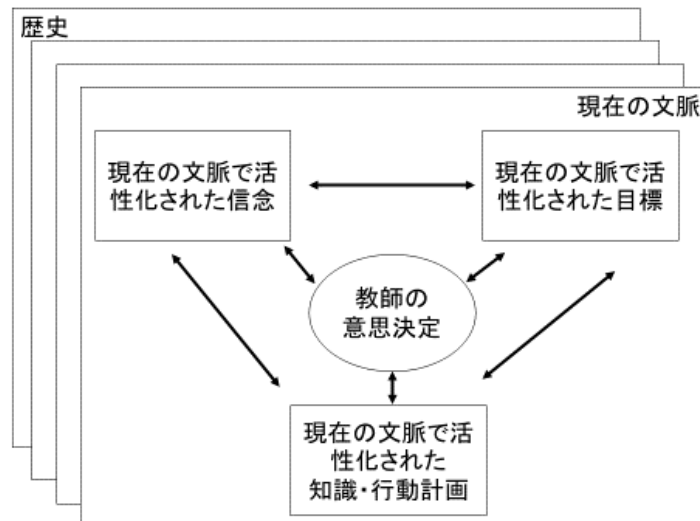 歴史
現在の文脈
現在の文脈で活
性化された信念
現在の文脈で活
性化された目標
教師の
意思決定
現在の文脈で活
性化された
知識・行動計画